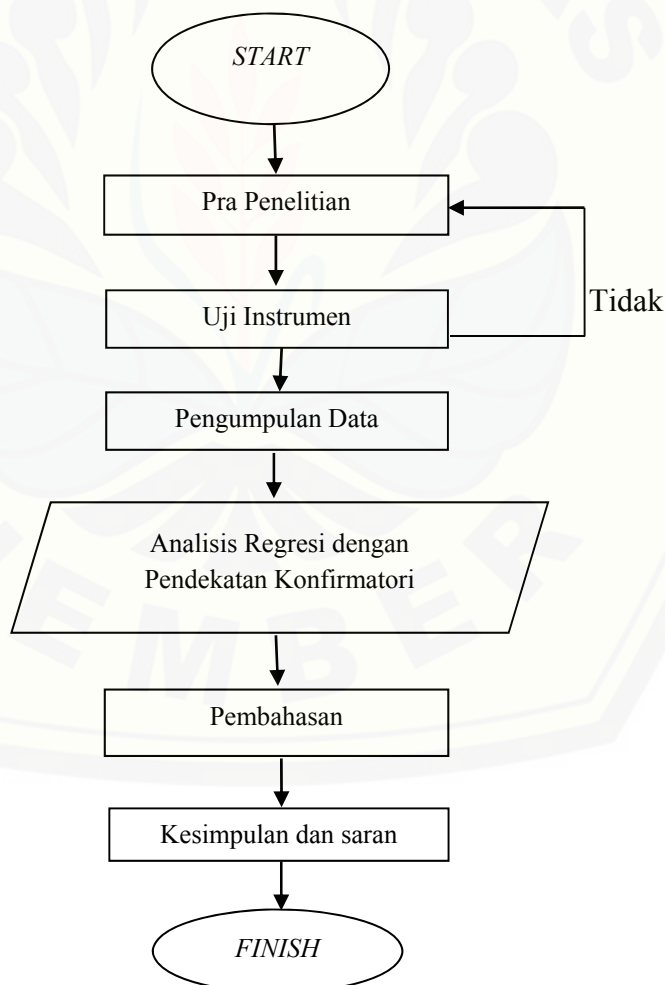 START
Pra Penelitian
Tidak
Uji Instrumen
Pengumpulan Data
Analisis Regresi dengan
Pendekatan Konfirmatori
Pembahasan
Kesimpulan dan saran
FINISH